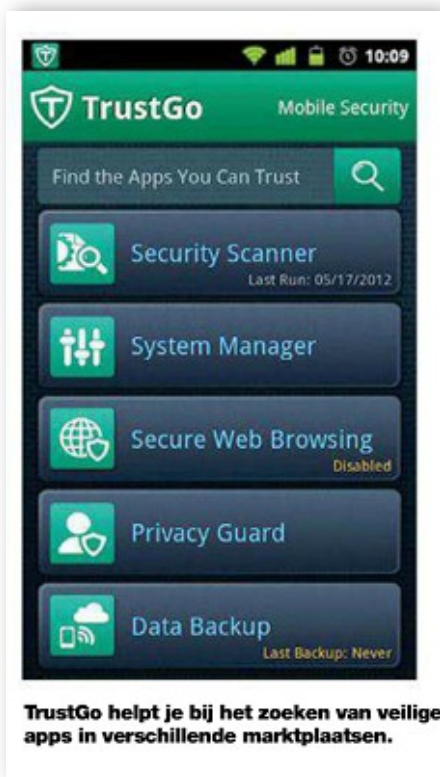 10:09
TrustGo Mobile Security
Find the Apps You Can Trust
Security Scanner
Last Run: 05/17/2012
System Manager
Secure Web Browsing
Disabled
Privacy Guard
Data Backup
Last Backup: Never
TrustGo helpt je bij het zoeken van veilige
apps in verschillende marktplaatsen.